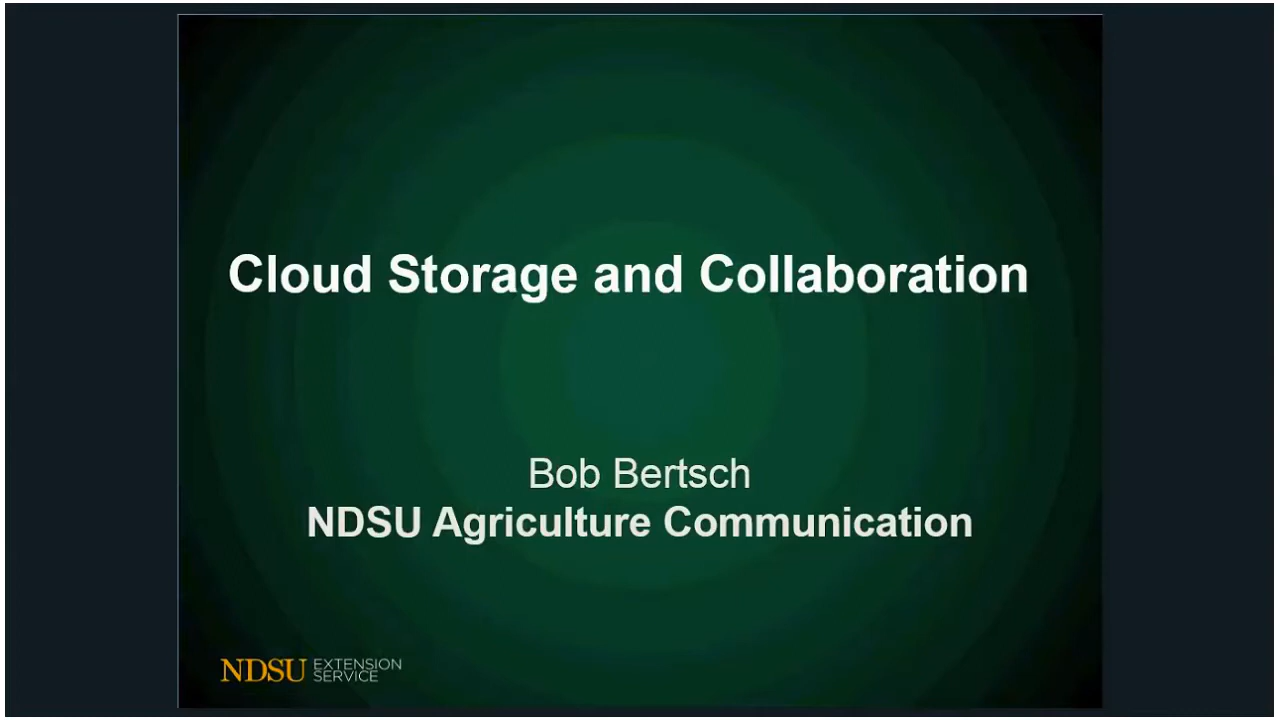 Cloud Storage and Collaboration
Bob Bertsch
NDSU Agriculture Communication
NDSU EXTENSION
SERVICE